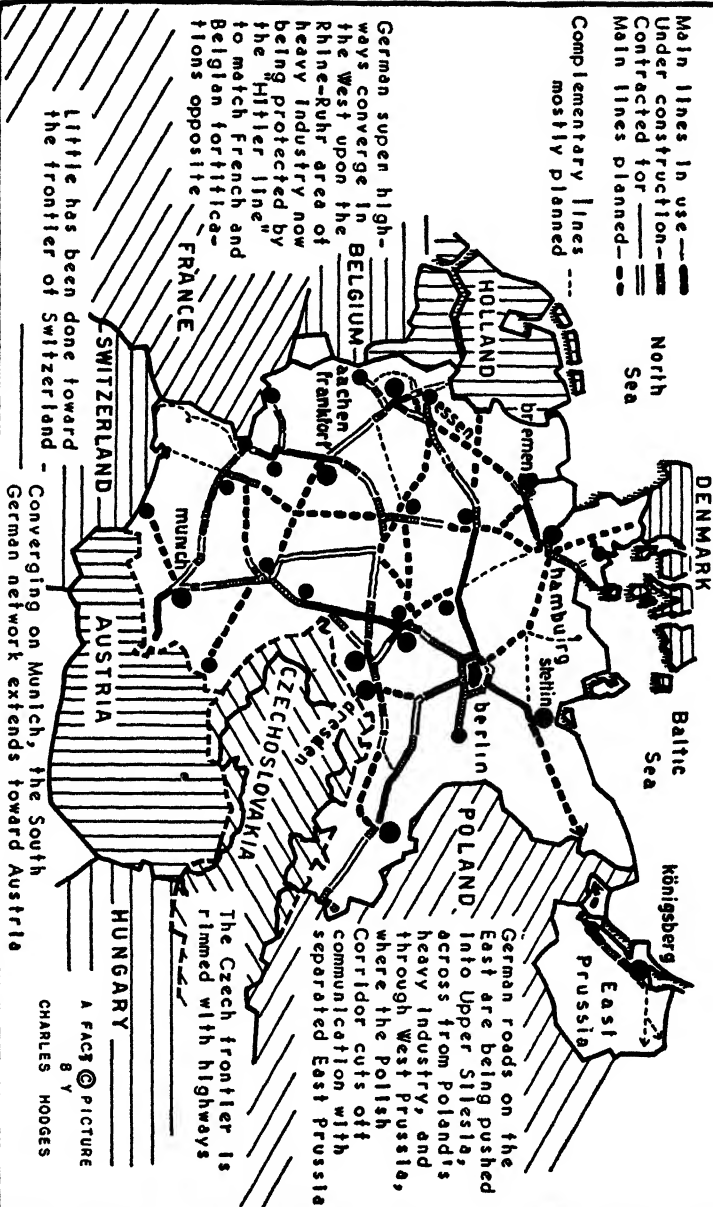 Main lines in use
Under construction
Contracted for
Main lines planned
Complementary lines
mostly planned
North
Sea
DENMARK
Baltic
Sea
königsberg
East
Prussia
HOLLAND
bremen
hamburg
stettin
berlin
essen
aachen
frankfort
BELGIUM
German super high-
ways converge in
the West upon the
Rhine-Ruhr area of
heavy industry now
being protected by
the "Hitler line"
to match French and
Belgian fortifica-
tions opposite
POLAND
German roads on the
East are being pushed
into Upper Silesia,
across from Poland's
heavy industry, and
through West Prussia,
where the Polish
Corridor cuts off
communication with
separated East Prussia
dresden
CZECHOSLOVAKIA
munich
FRANCE
SWITZERLAND
AUSTRIA
HUNGARY
The Czech frontier is
rimmed with highways
Little has been done toward
the frontier of Switzerland -
Converging on Munich, the South
German network extends toward Austria
A FACT © PICTURE
BY
CHARLES HODGES